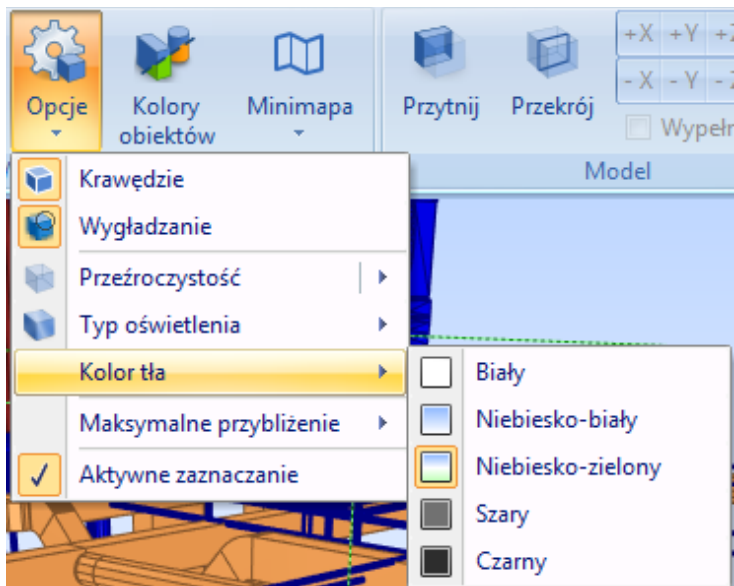 +X +Y
-X -Y
Opcje Kolory obiektów Minimapa Przytnij Przekrój
Model
Krawędzie
Wygładzanie
Przeźroczystość
Typ oświetlenia
Kolor tła
Maksymalne przybliżenie
Aktywne zaznaczanie
Biały
Niebiesko-biały
Niebiesko-zielony
Szary
Czarny